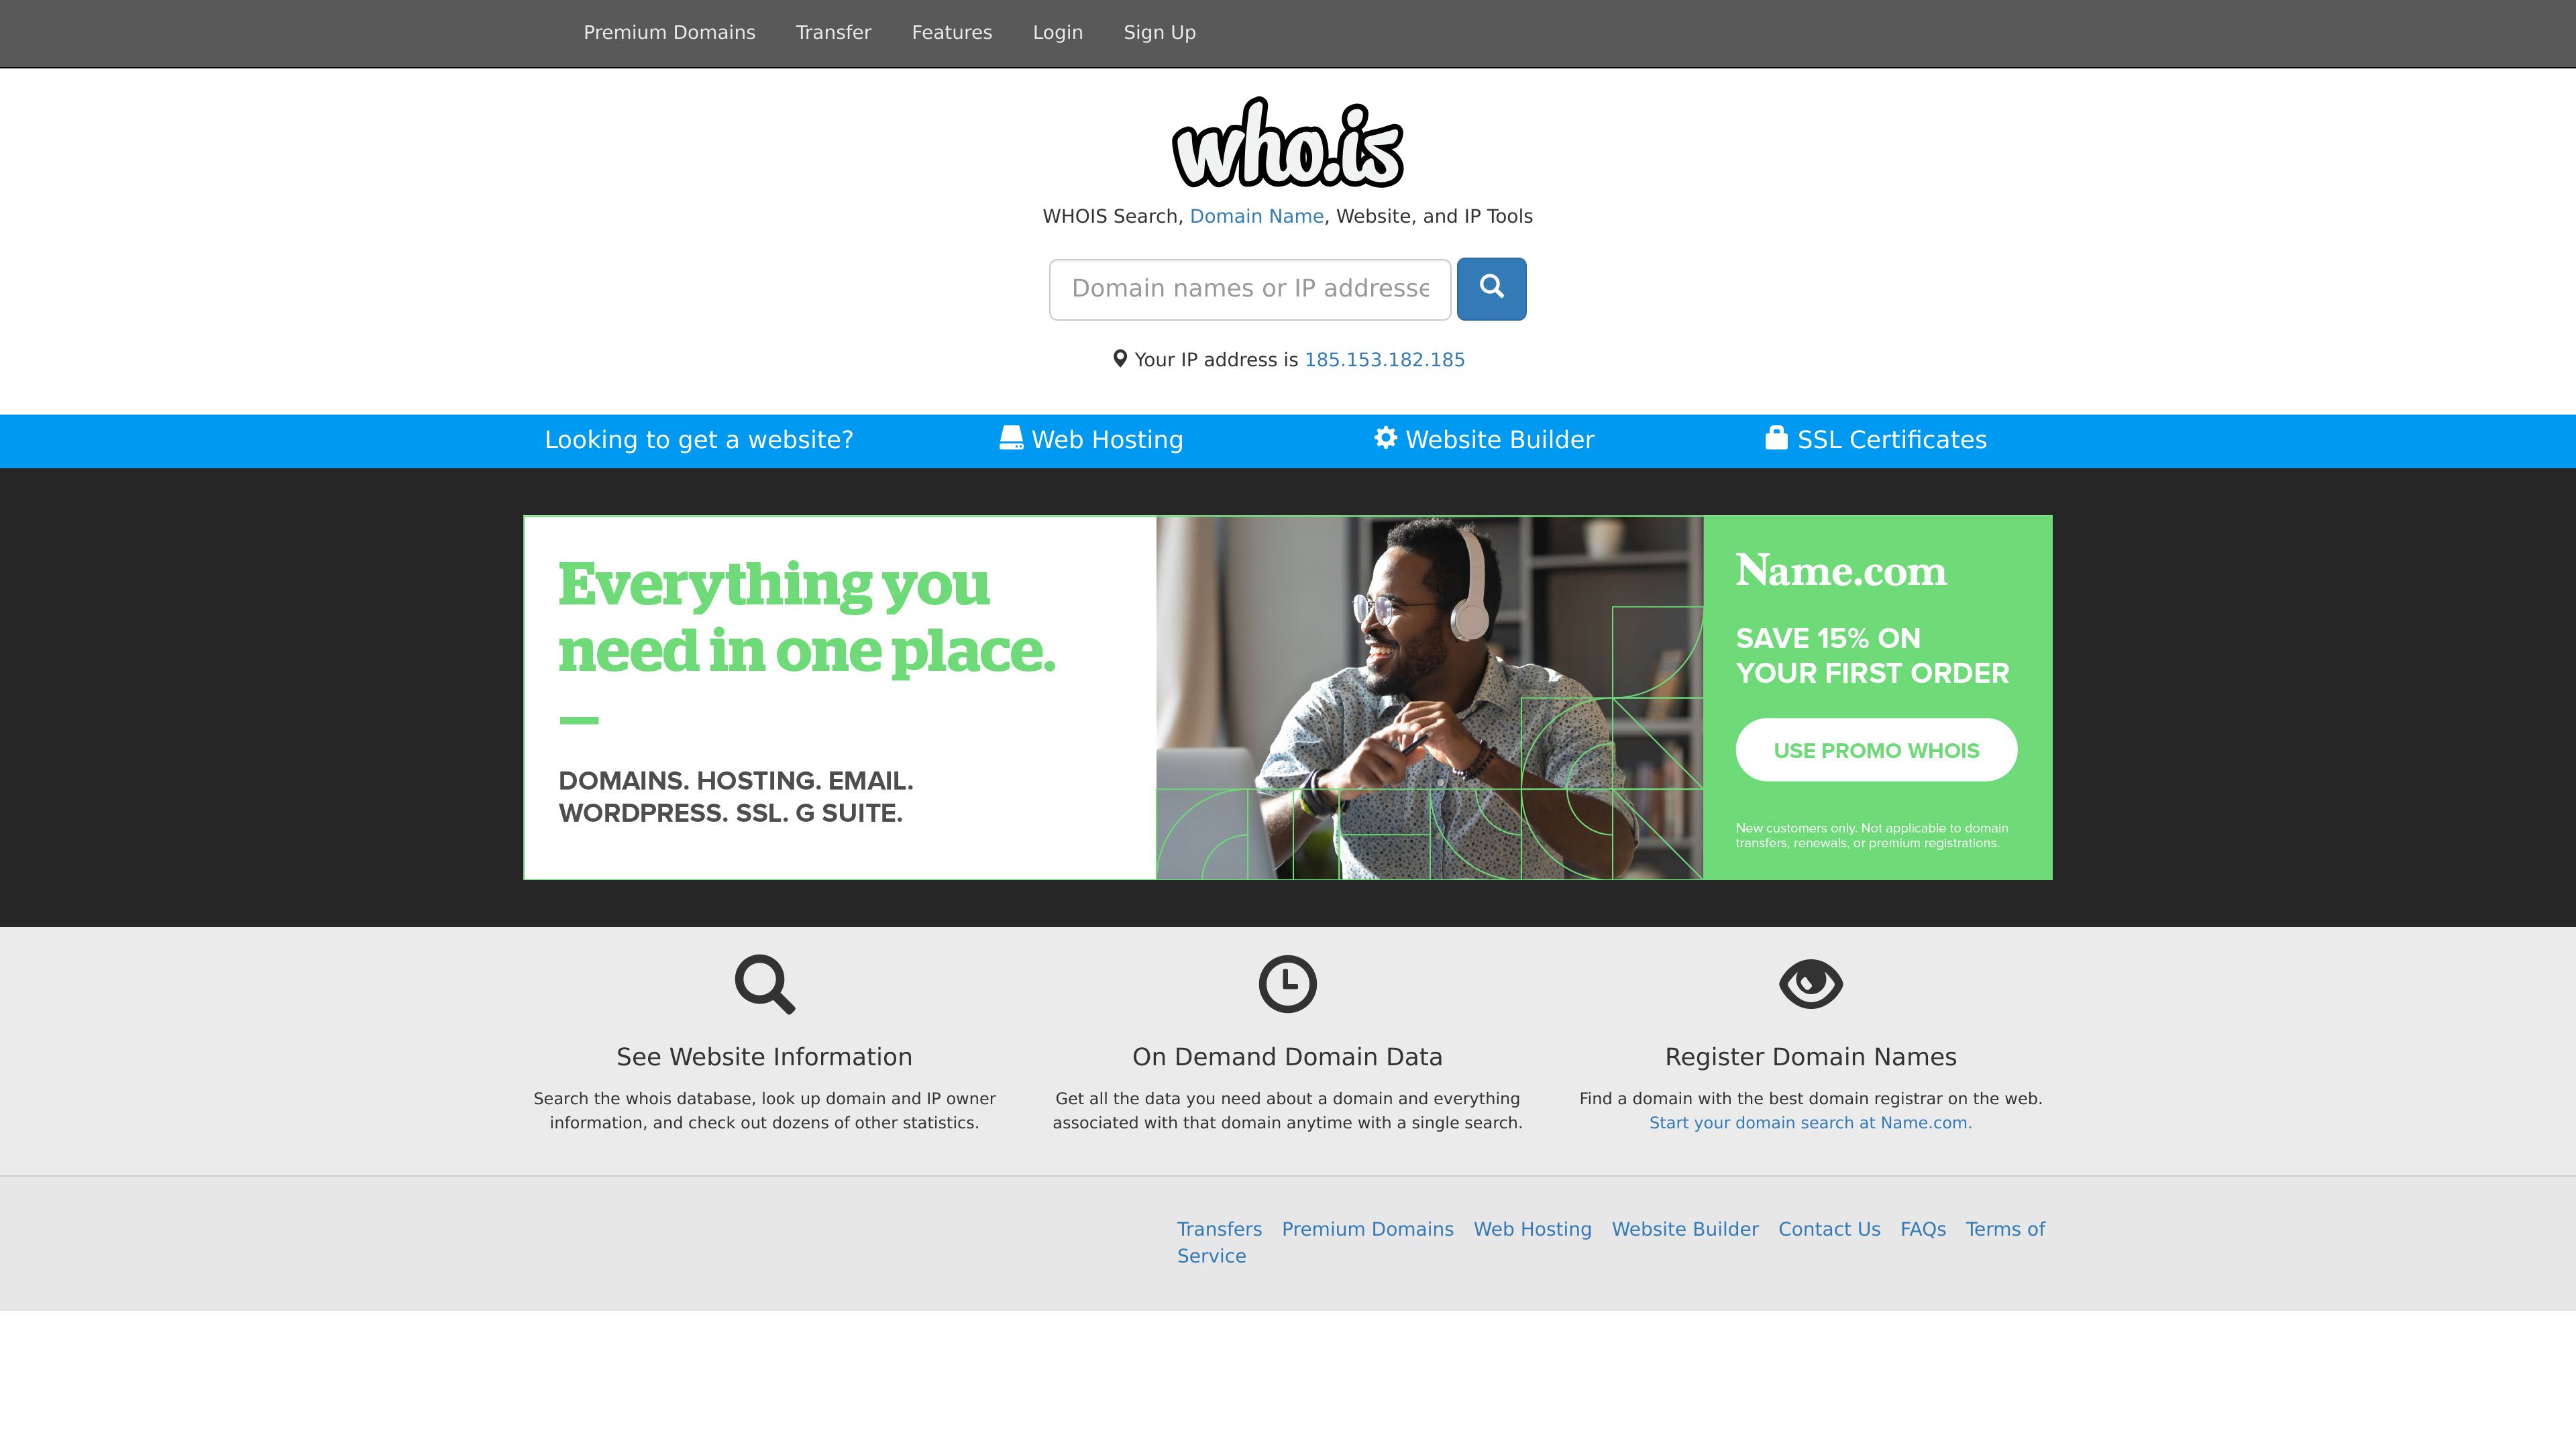 Premium Domains Transfer Features Login Sign Up
who.is
WHOIS Search, Domain Name, Website, and IP Tools
Domain names or IP addresse
Your IP address is 185.153.182.185
Looking to get a website? Web Hosting Website Builder SSL Certificates
Everything you
need in one place.
DOMAINS. HOSTING. EMAIL.
WORDPRESS. SSL. G SUITE.
Name.com
SAVE 15% ON
YOUR FIRST ORDER
USE PROMO WHOIS
New customers only. Not applicable to domain
transfers, renewals, or premium registrations.
See Website Information
Search the whois database, look up domain and IP owner
information, and check out dozens of other statistics.
On Demand Domain Data
Get all the data you need about a domain and everything
associated with that domain anytime with a single search.
Register Domain Names
Find a domain with the best domain registrar on the web.
Start your domain search at Name.com.
Transfers Premium Domains Web Hosting Website Builder Contact Us FAQs Terms of
Service